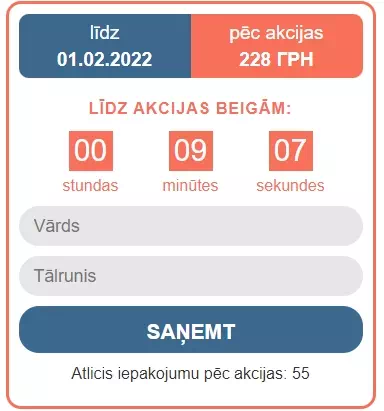 līdz
01.02.2022
pēc akcijas
228 ГРН
LĪDZ AKCIJAS BEIGĀM:
00 09 07
stundas minūtes sekundes
Vārds
Tālrunis
SAŅEMT
Atlicis iepakojumu pēc akcijas: 55